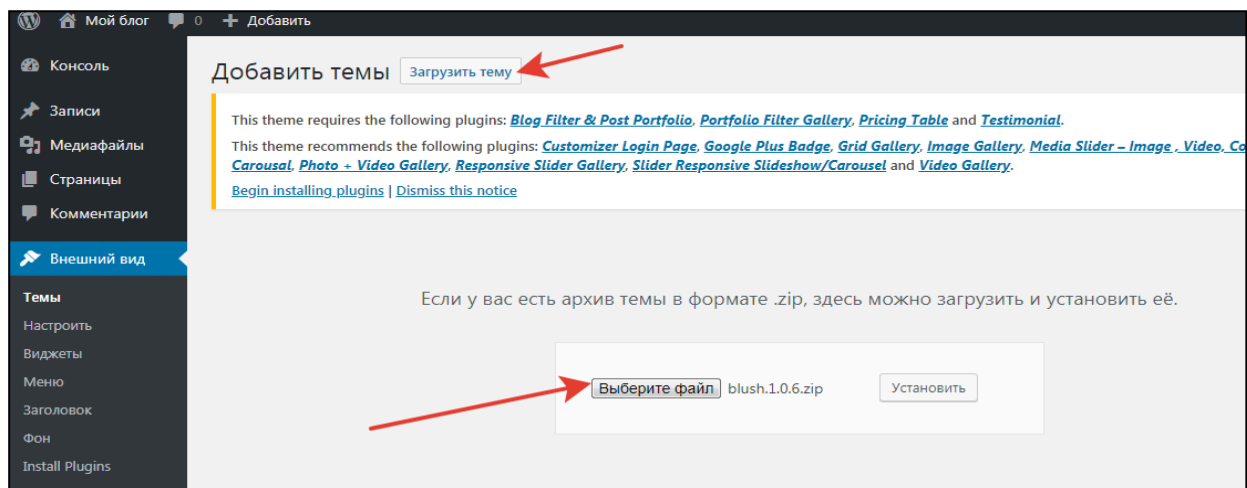 Мой блог 0 + Добавить
Консоль
Записи
Медиафайлы
Страницы
Комментарии
Внешний вид
Темы
Настроить
Виджеты
Меню
Заголовок
Фон
Install Plugins
Добавить темы Загрузить тему
This theme requires the following plugins: Blog Filter & Post Portfolio, Portfolio Filter Gallery, Pricing Table and Testimonial.
This theme recommends the following plugins: Customizer Login Page, Google Plus Badge, Grid Gallery, Image Gallery, Media Slider – Image , Video, Co
Carousal, Photo + Video Gallery, Responsive Slider Gallery, Slider Responsive Slideshow/Carousel and Video Gallery.
Begin installing plugins | Dismiss this notice
Если у вас есть архив темы в формате .zip, здесь можно загрузить и установить её.
Выберите файл blush.1.0.6.zip Установить